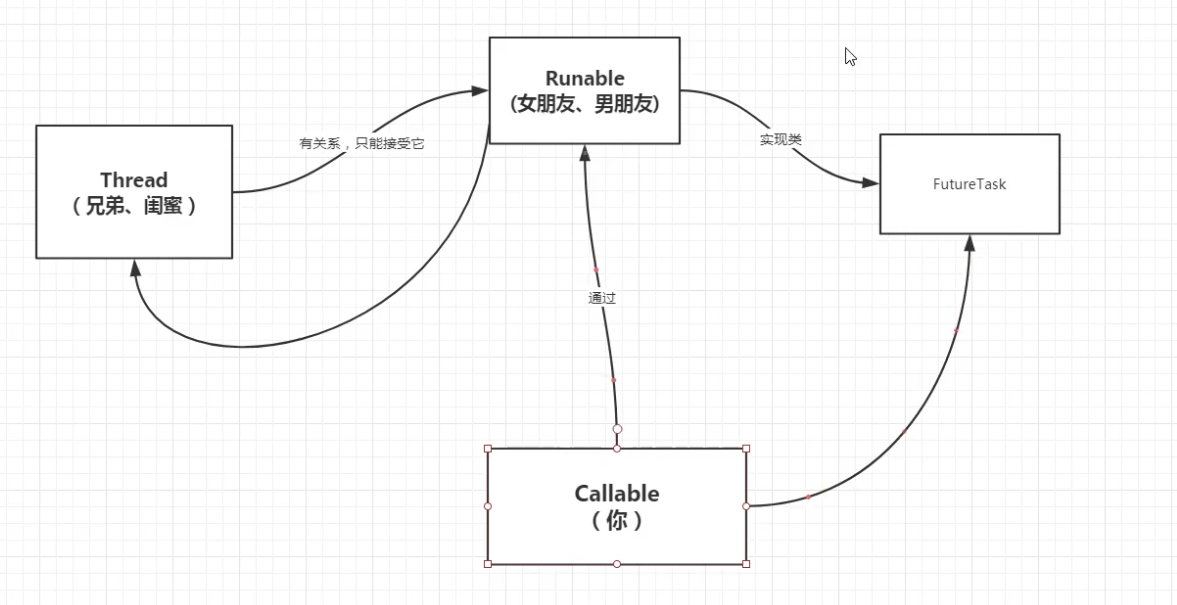 Runable
(女朋友、男朋友)
有关系，只能接受它
实现类
Thread
（兄弟、闺蜜）
FutureTask
通过
Callable
（你）